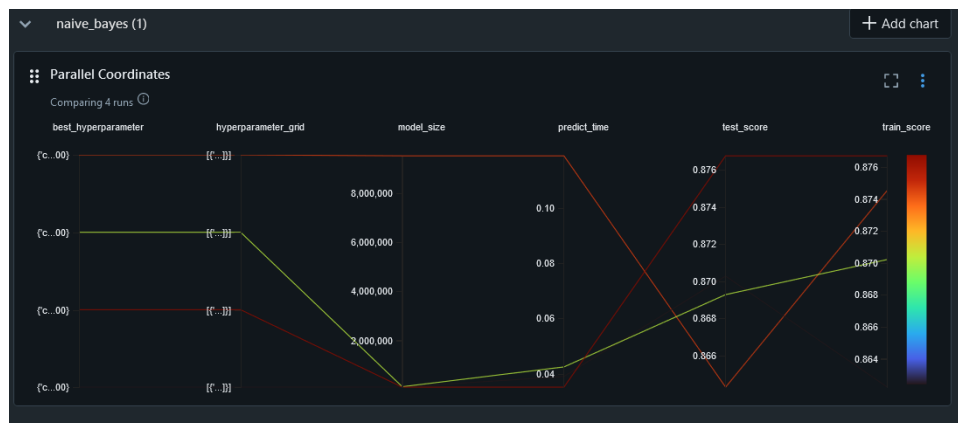 naive_bayes (1)
+ Add chart
Parallel Coordinates
Comparing 4 runs
best_hyperparameter hyperparameter_grid model_size predict_time test_score train_score
{'c...00} [{'...]}] 8,000,000 0.10 0.876 0.876
{'c...00} [{'...]}] 6,000,000 0.08 0.874 0.874
{'c...00} [{'...]}] 4,000,000 0.06 0.872 0.872
{'c...00} [{'...]}] 2,000,000 0.04 0.870 0.870
0.868 0.868
0.866 0.866
0.864